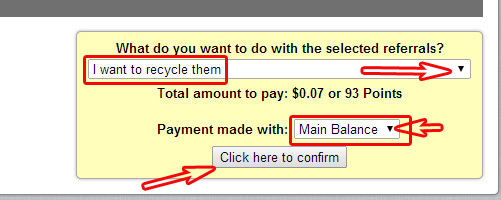 What do you want to do with the selected referrals?
I want to recycle them
Total amount to pay: $0.07 or 93 Points
Payment made with: Main Balance
Click here to confirm